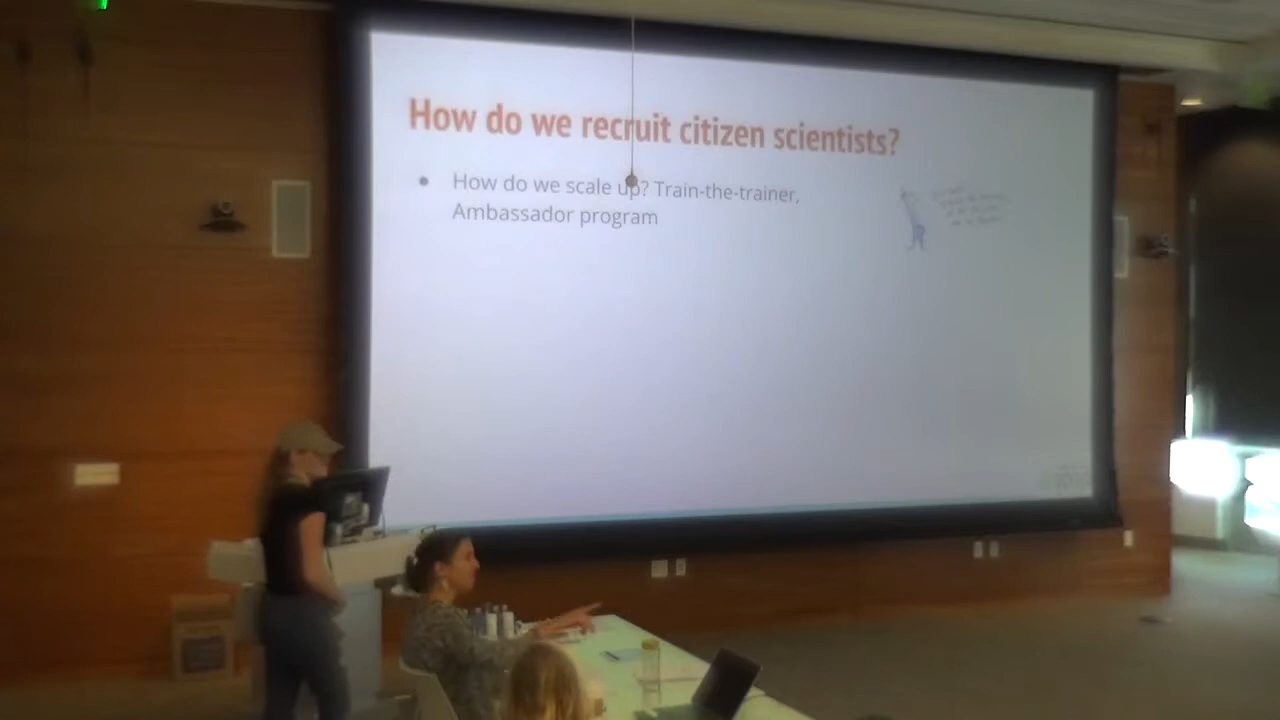 How do we recruit citizen scientists?
How do we scale up? Train-the-trainer,
Ambassador program